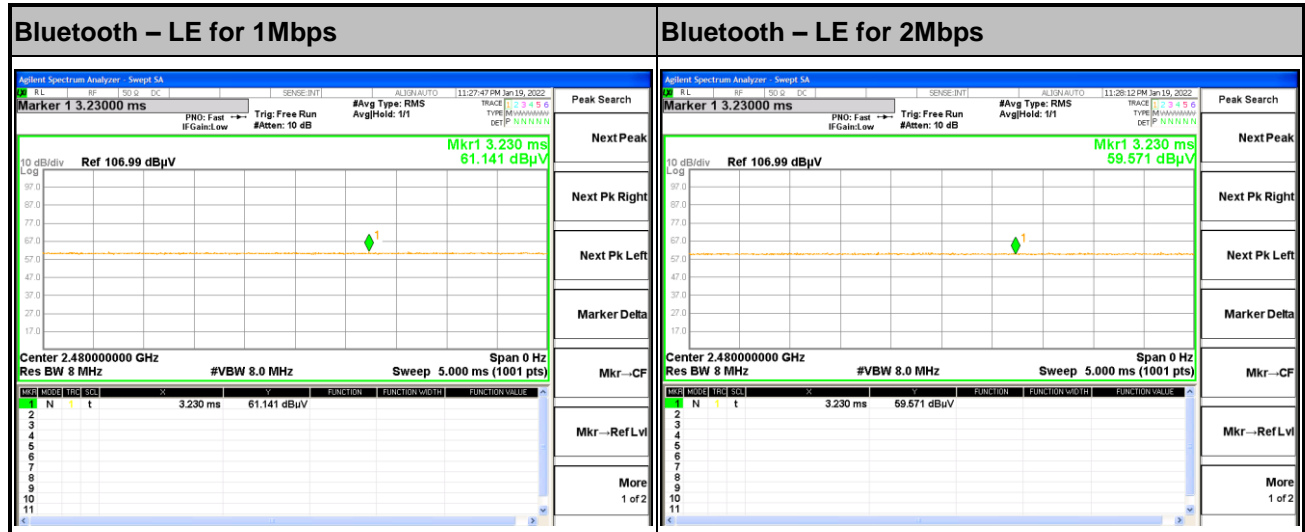 Bluetooth – LE for 1Mbps
Agilent Spectrum Analyzer - Swept SA
RL RF 50 Ω DC SENSE:INT ALIGN AUTO 11:27:47 PM Jan 19, 2022
Marker 1 3.23000 ms
PNO: Fast
IFGain:Low
Trig: Free Run
#Atten: 10 dB
#Avg Type: RMS
Avg|Hold: 1/1
TRACE 1 2 3 4 5 6
TYPE M
DET P N N N N N
Mkr1 3.230 ms
61.141 dBµV
10 dB/div Ref 106.99 dBµV
Log
97.0
87.0
77.0
67.0
57.0
47.0
37.0
27.0
17.0
1
Center 2.480000000 GHz Span 0 Hz
Res BW 8 MHz #VBW 8.0 MHz Sweep 5.000 ms (1001 pts)
MKR MODE TRC SCL X Y FUNCTION FUNCTION WIDTH FUNCTION VALUE
1 N 1 t 3.230 ms 61.141 dBµV
2
3
4
5
6
7
8
9
10
11
Peak Search
Next Peak
Next Pk Right
Next Pk Left
Marker Delta
Mkr→CF
Mkr→Ref Lvl
More
1 of 2
Bluetooth – LE for 2Mbps
Agilent Spectrum Analyzer - Swept SA
RL RF 50 Ω DC SENSE:INT ALIGN AUTO 11:28:12 PM Jan 19, 2022
Marker 1 3.23000 ms
PNO: Fast
IFGain:Low
Trig: Free Run
#Atten: 10 dB
#Avg Type: RMS
Avg|Hold: 1/1
TRACE 1 2 3 4 5 6
TYPE M
DET P N N N N N
Mkr1 3.230 ms
59.571 dBµV
10 dB/div Ref 106.99 dBµV
Log
97.0
87.0
77.0
67.0
57.0
47.0
37.0
27.0
17.0
1
Center 2.480000000 GHz Span 0 Hz
Res BW 8 MHz #VBW 8.0 MHz Sweep 5.000 ms (1001 pts)
MKR MODE TRC SCL X Y FUNCTION FUNCTION WIDTH FUNCTION VALUE
1 N 1 t 3.230 ms 59.571 dBµV
2
3
4
5
6
7
8
9
10
11
Peak Search
Next Peak
Next Pk Right
Next Pk Left
Marker Delta
Mkr→CF
Mkr→Ref Lvl
More
1 of 2